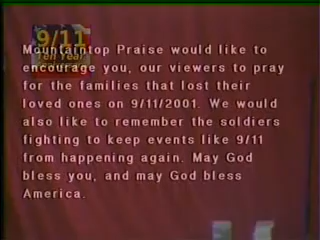 9/11
Ten Year
Mountaintop Praise would like to
encourage you, our viewers to pray
for the families that lost their
loved ones on 9/11/2001. We would
also like to remember the soldiers
fighting to keep events like 9/11
from happening again. May God
bless you, and may God bless
America.